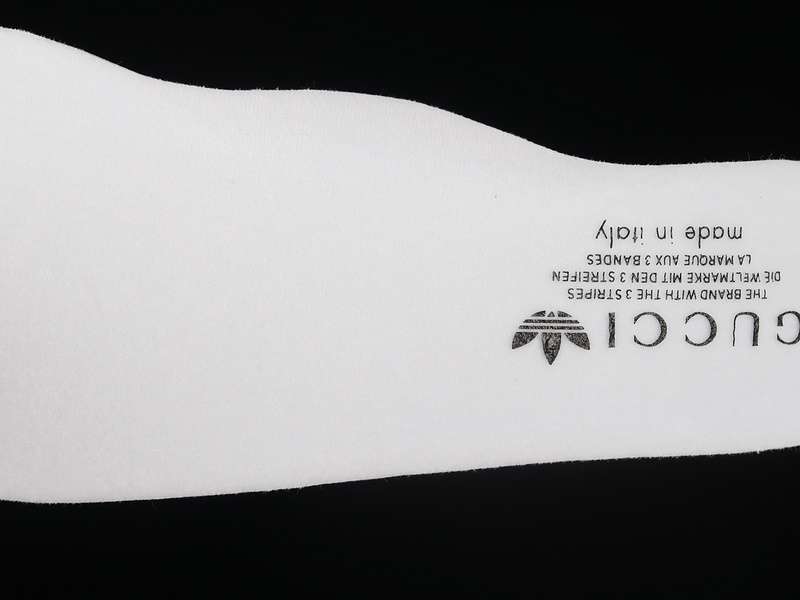 GUCCI
THE BRAND WITH THE 3 STRIPES
DIE WELTMARKE MIT DEN 3 STREIFEN
LA MARQUE AUX 3 BANDES
made in italy